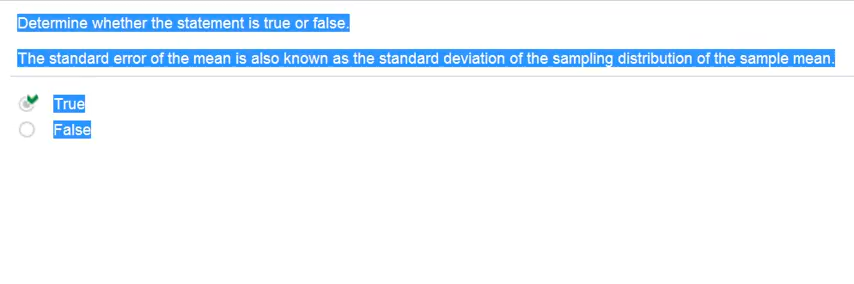 Determine whether the statement is true or false.
The standard error of the mean is also known as the standard deviation of the sampling distribution of the sample mean.
True
False